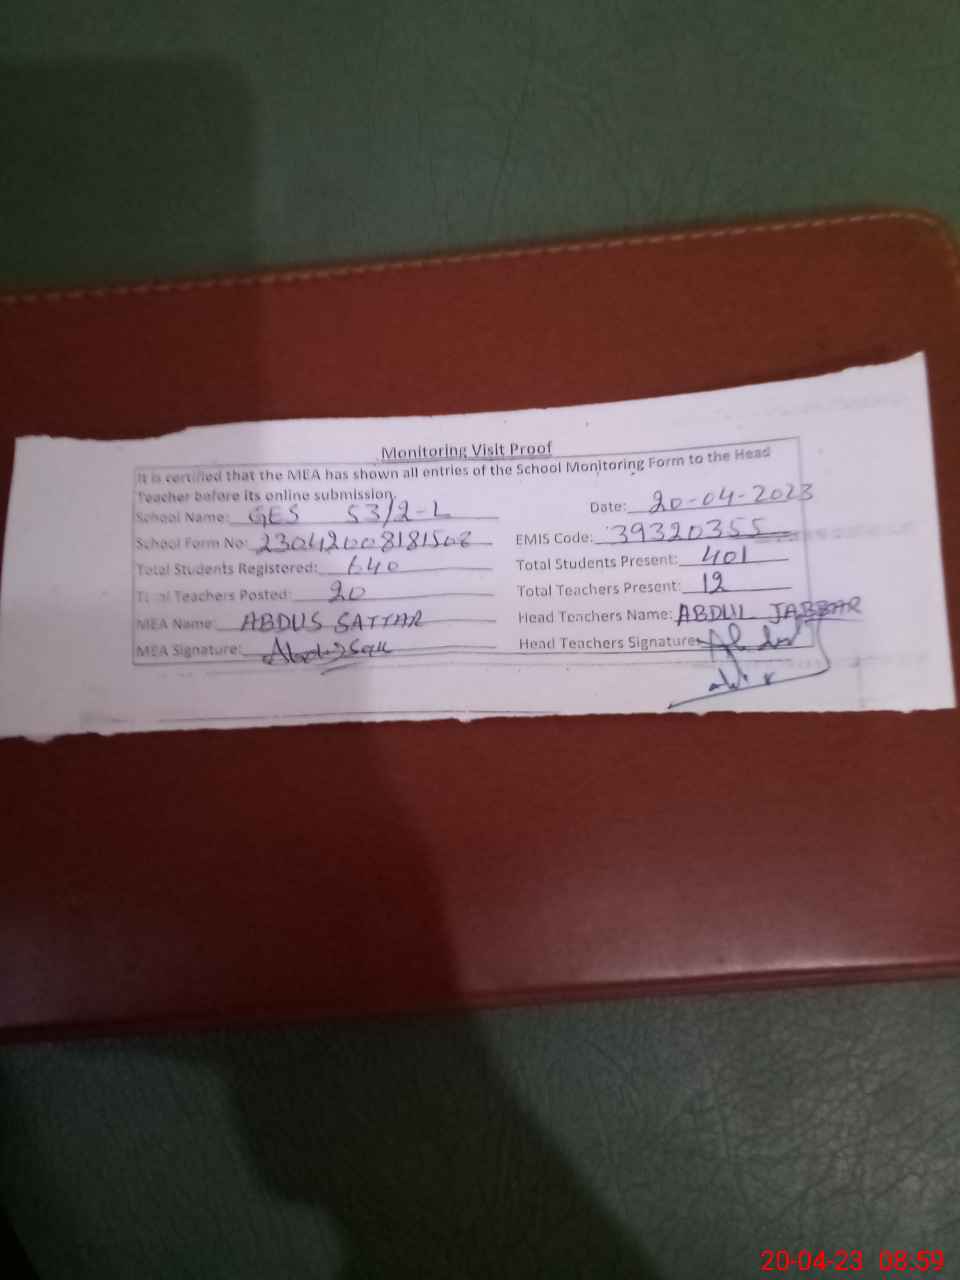 Monitoring Visit Proof
It is certified that the MEA has shown all entries of the School Monitoring Form to the Head
Teacher before its online submission.
School Name: GES 53/2-L Date: 20-04-2023
School Form No: 23042008181508 EMIS Code: 39320355
Total Students Registered: 640 Total Students Present: 401
Total Teachers Posted: 20 Total Teachers Present: 12
MEA Name: ABDUS SATTAR Head Teachers Name: ABDUL JABBAR
MEA Signature: Head Teachers Signature:
20-04-23 08:59